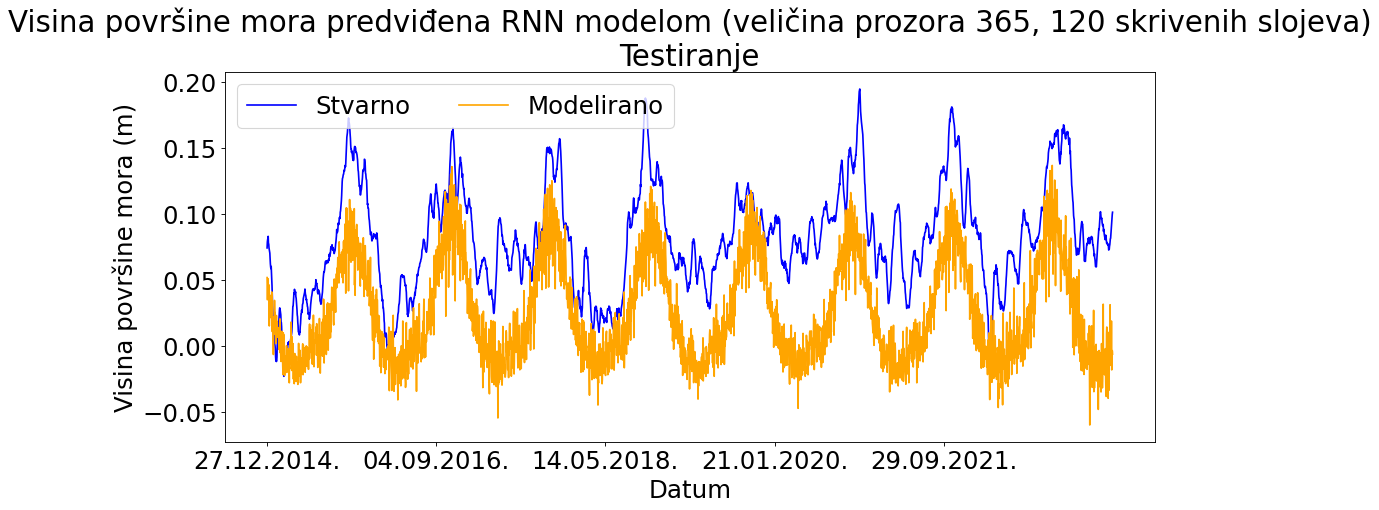 Visina površine mora predviđena RNN modelom (veličina prozora 365, 120 skrivenih slojeva)
Testiranje
Stvarno Modelirano
Visina površine mora (m)
0.20
0.15
0.10
0.05
0.00
−0.05
27.12.2014. 04.09.2016. 14.05.2018. 21.01.2020. 29.09.2021.
Datum